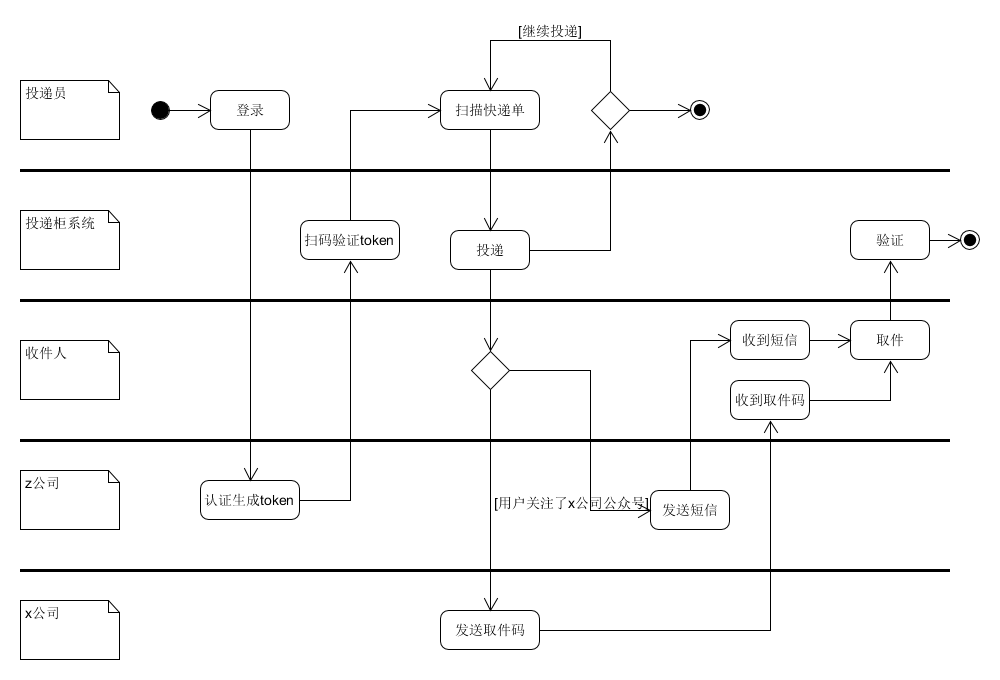 [继续投递]
投递员
登录
扫描快递单
投递柜系统
扫码验证token
投递
验证
收件人
收到短信
取件
收到取件码
z公司
认证生成token
[用户关注了x公司公众号]
发送短信
x公司
发送取件码